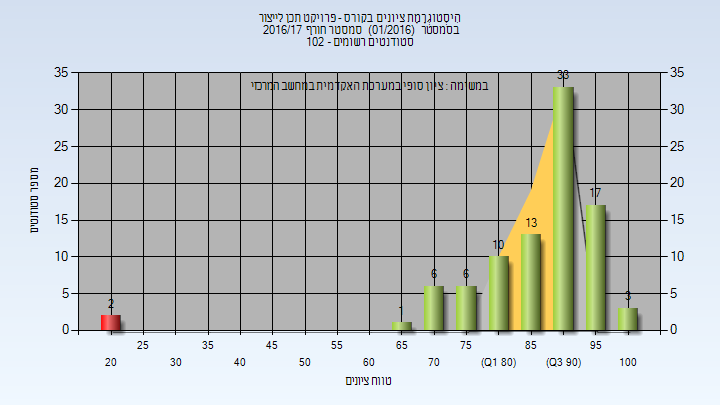 היסטוגרמת ציונים בקורס - פרויקט תכן לייצור
בסמסטר (01/2016) סמסטר חורף 2016/17
סטודנטים רשומים - 102
במשימה : ציון סופי במערכת האקדמית במחשב המרכזי
מספר סטודנטים
35 30 25 20 15 10 5 0
35 30 25 20 15 10 5 0
2 1 6 6 10 13 33 17 3
25 35 45 55 65 75 85 95
20 30 40 50 60 70 (Q1 80) (Q3 90) 100
טווח ציונים